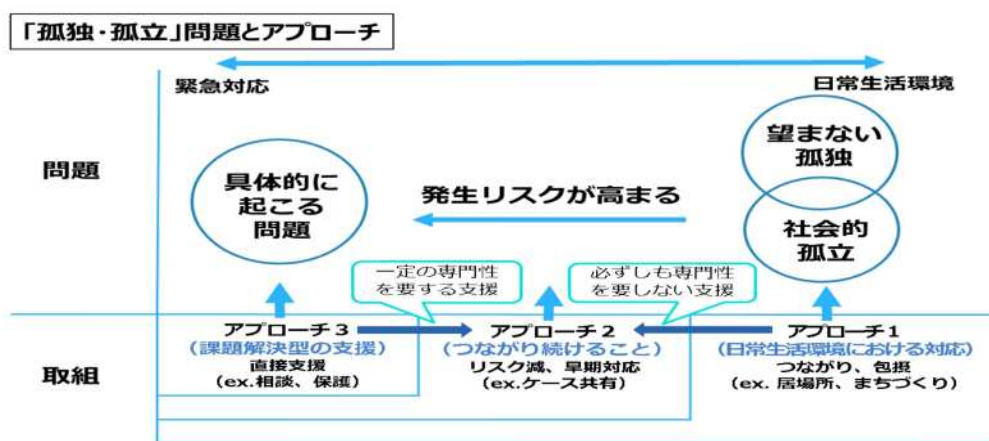 「孤独・孤立」問題とアプローチ
緊急対応
日常生活環境
問題
具体的に
起こる
問題
発生リスクが高まる
望まない
孤独
社会的
孤立
一定の専門性
を要する支援
必ずしも専門性
を要しない支援
取組
アプローチ3
(課題解決型の支援)
直接支援
(ex.相談、保護)
アプローチ2
(つながり続けること)
リスク減、早期対応
(ex.ケース共有)
アプローチ1
(日常生活環境における対応)
つながり、包摂
(ex. 居場所、まちづくり)